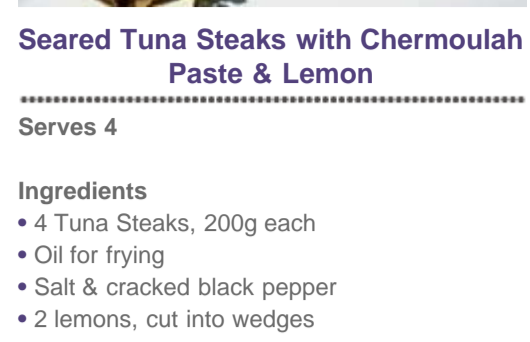 Seared Tuna Steaks with Chermoulah
Paste & Lemon
Serves 4
Ingredients
• 4 Tuna Steaks, 200g each
• Oil for frying
• Salt & cracked black pepper
• 2 lemons, cut into wedges